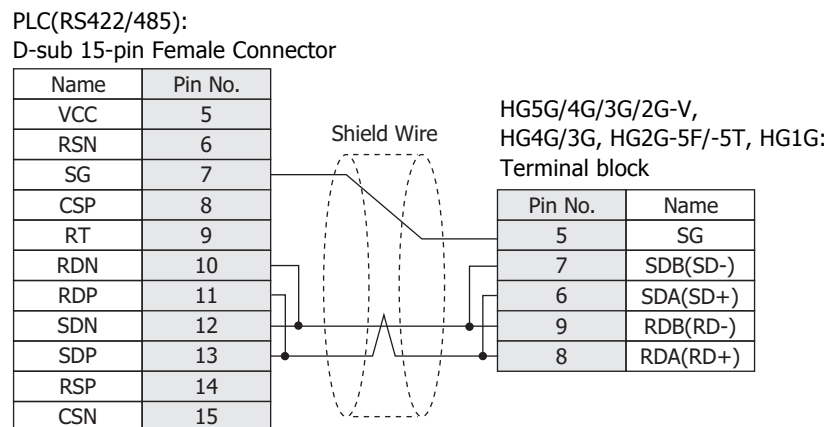 PLC(RS422/485):
D-sub 15-pin Female Connector
Name Pin No.
VCC 5
RSN 6
SG 7
CSP 8
RT 9
RDN 10
RDP 11
SDN 12
SDP 13
RSP 14
CSN 15
Shield Wire
HG5G/4G/3G/2G-V,
HG4G/3G, HG2G-5F/-5T, HG1G:
Terminal block
Pin No. Name
5 SG
7 SDB(SD-)
6 SDA(SD+)
9 RDB(RD-)
8 RDA(RD+)